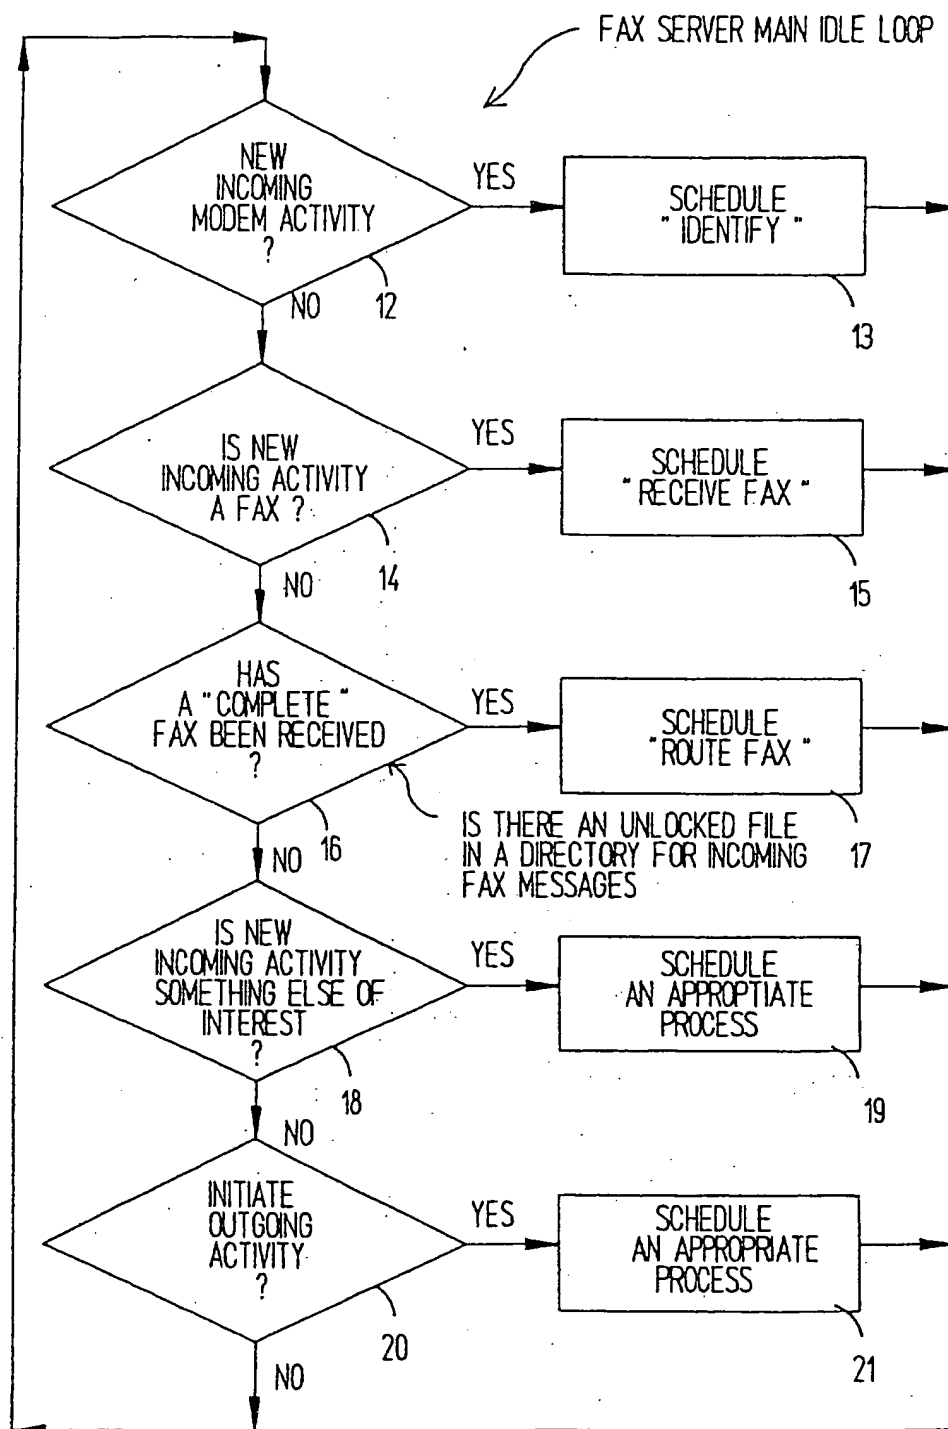 FAX SERVER MAIN IDLE LOOP
NEW
INCOMING
MODEM ACTIVITY
?
YES
SCHEDULE
"IDENTIFY"
NO
12
13
IS NEW
INCOMING ACTIVITY
A FAX ?
YES
SCHEDULE
"RECEIVE FAX"
NO
14
15
HAS
A "COMPLETE"
FAX BEEN RECEIVED
?
YES
SCHEDULE
"ROUTE FAX"
NO
16
IS THERE AN UNLOCKED FILE
IN A DIRECTORY FOR INCOMING
FAX MESSAGES
17
IS NEW
INCOMING ACTIVITY
SOMETHING ELSE OF
INTEREST
?
YES
SCHEDULE
AN APPROPTIATE
PROCESS
NO
18
19
INITIATE
OUTGOING
ACTIVITY
?
YES
SCHEDULE
AN APPROPRIATE
PROCESS
NO
20
21